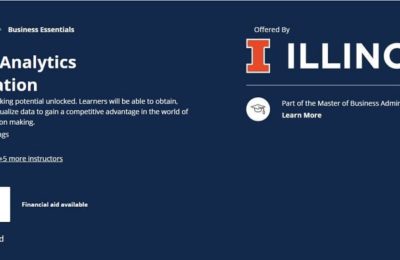 Business Essentials
Analytics
ation
king potential unlocked. Learners will be able to obtain,
ualize data to gain a competitive advantage in the world of
on making.
ngs
+5 more instructors
Financial aid available
d
Offered By
I ILLINO
Part of the Master of Business Admin
Learn More